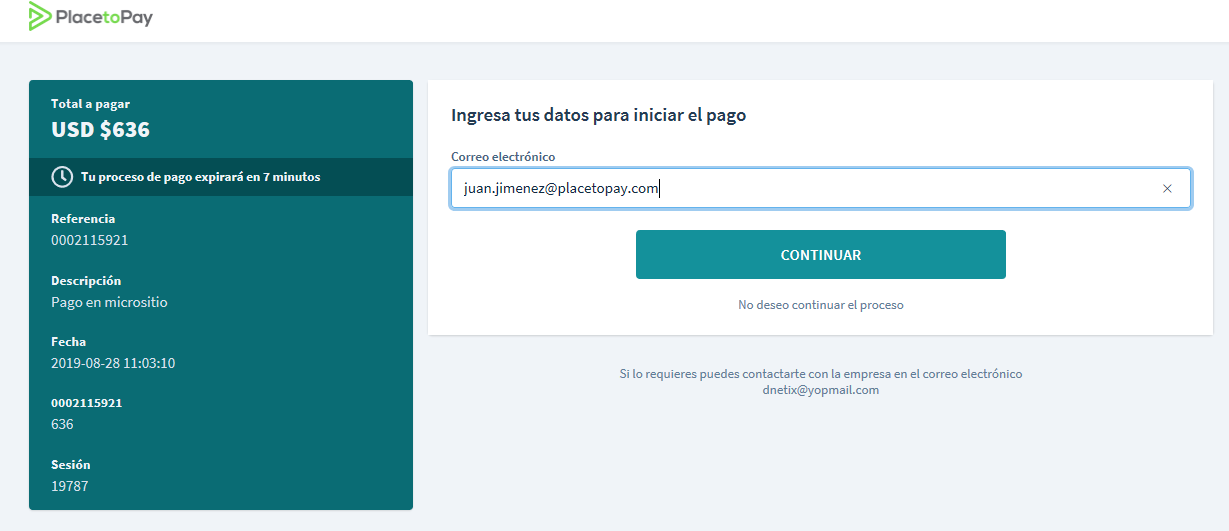 PlacetoPay
Total a pagar
USD $636
Tu proceso de pago expirará en 7 minutos
Referencia
0002115921
Descripción
Pago en micrositio
Fecha
2019-08-28 11:03:10
0002115921
636
Sesión
19787
Ingresa tus datos para iniciar el pago
Correo electrónico
juan.jimenez@placetopay.com
CONTINUAR
No deseo continuar el proceso
Si lo requieres puedes contactarte con la empresa en el correo electrónico
dnetix@yopmail.com